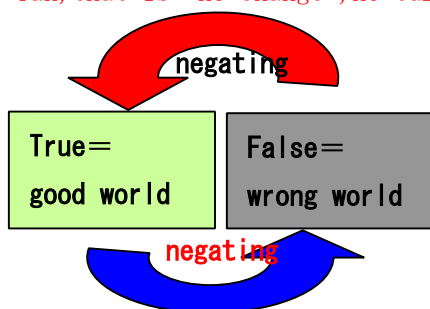 negating
True＝
good world
False＝
wrong world
negating